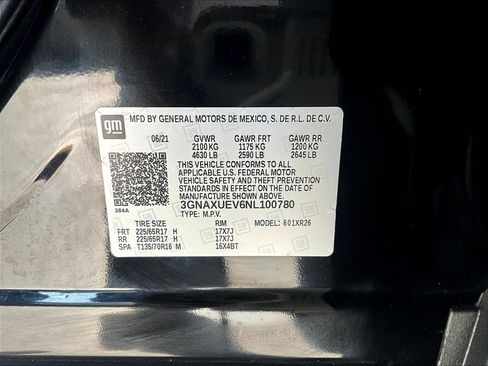 gm
MFD BY GENERAL MOTORS DE MEXICO, S. DE R.L. DE C.V.
06/21 GVWR GAWR FRT GAWR RR
2100 KG 1175 KG 1200 KG
4630 LB 2590 LB 2645 LB
THIS VEHICLE CONFORMS TO ALL
APPLICABLE U.S. FEDERAL MOTOR
VEHICLE SAFETY AND THEFT PREVENTION
STANDARDS IN EFFECT ON THE DATE
OF MANUFACTURE SHOWN ABOVE.
384A 3GNAXUEV6NL100780
TYPE: M.P.V.
TIRE SIZE RIM MODEL: 601XR26
FRT 225/65R17 H 17X7J
RR 225/65R17 H 17X7J
SPA T135/70R16 M 16X4BT